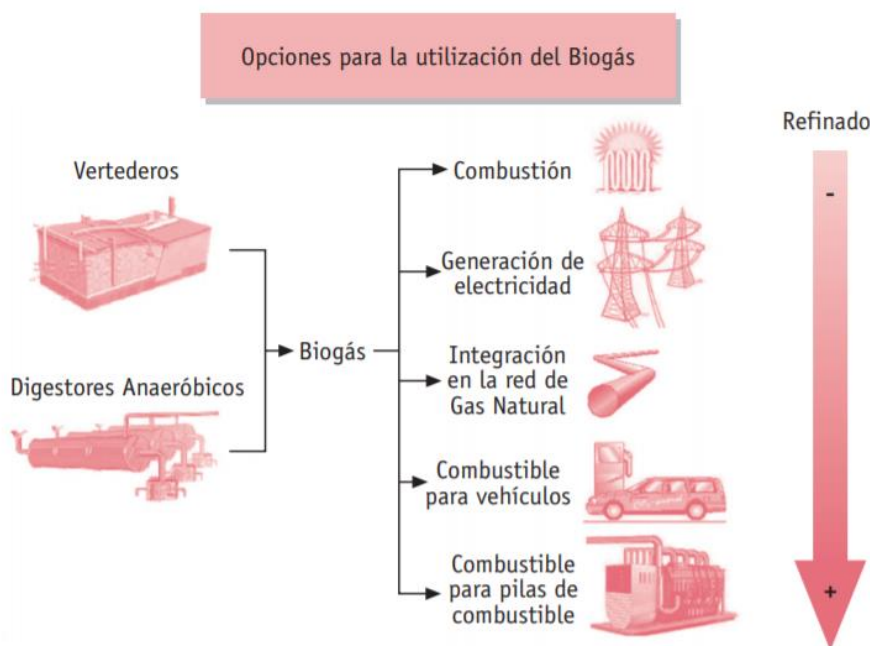 Opciones para la utilización del Biogás
Refinado
-
Vertederos
Digestores Anaeróbicos
Biogás
Combustión
Generación de
electricidad
Integración
en la red de
Gas Natural
Combustible
para vehículos
Combustible
para pilas de
combustible
+